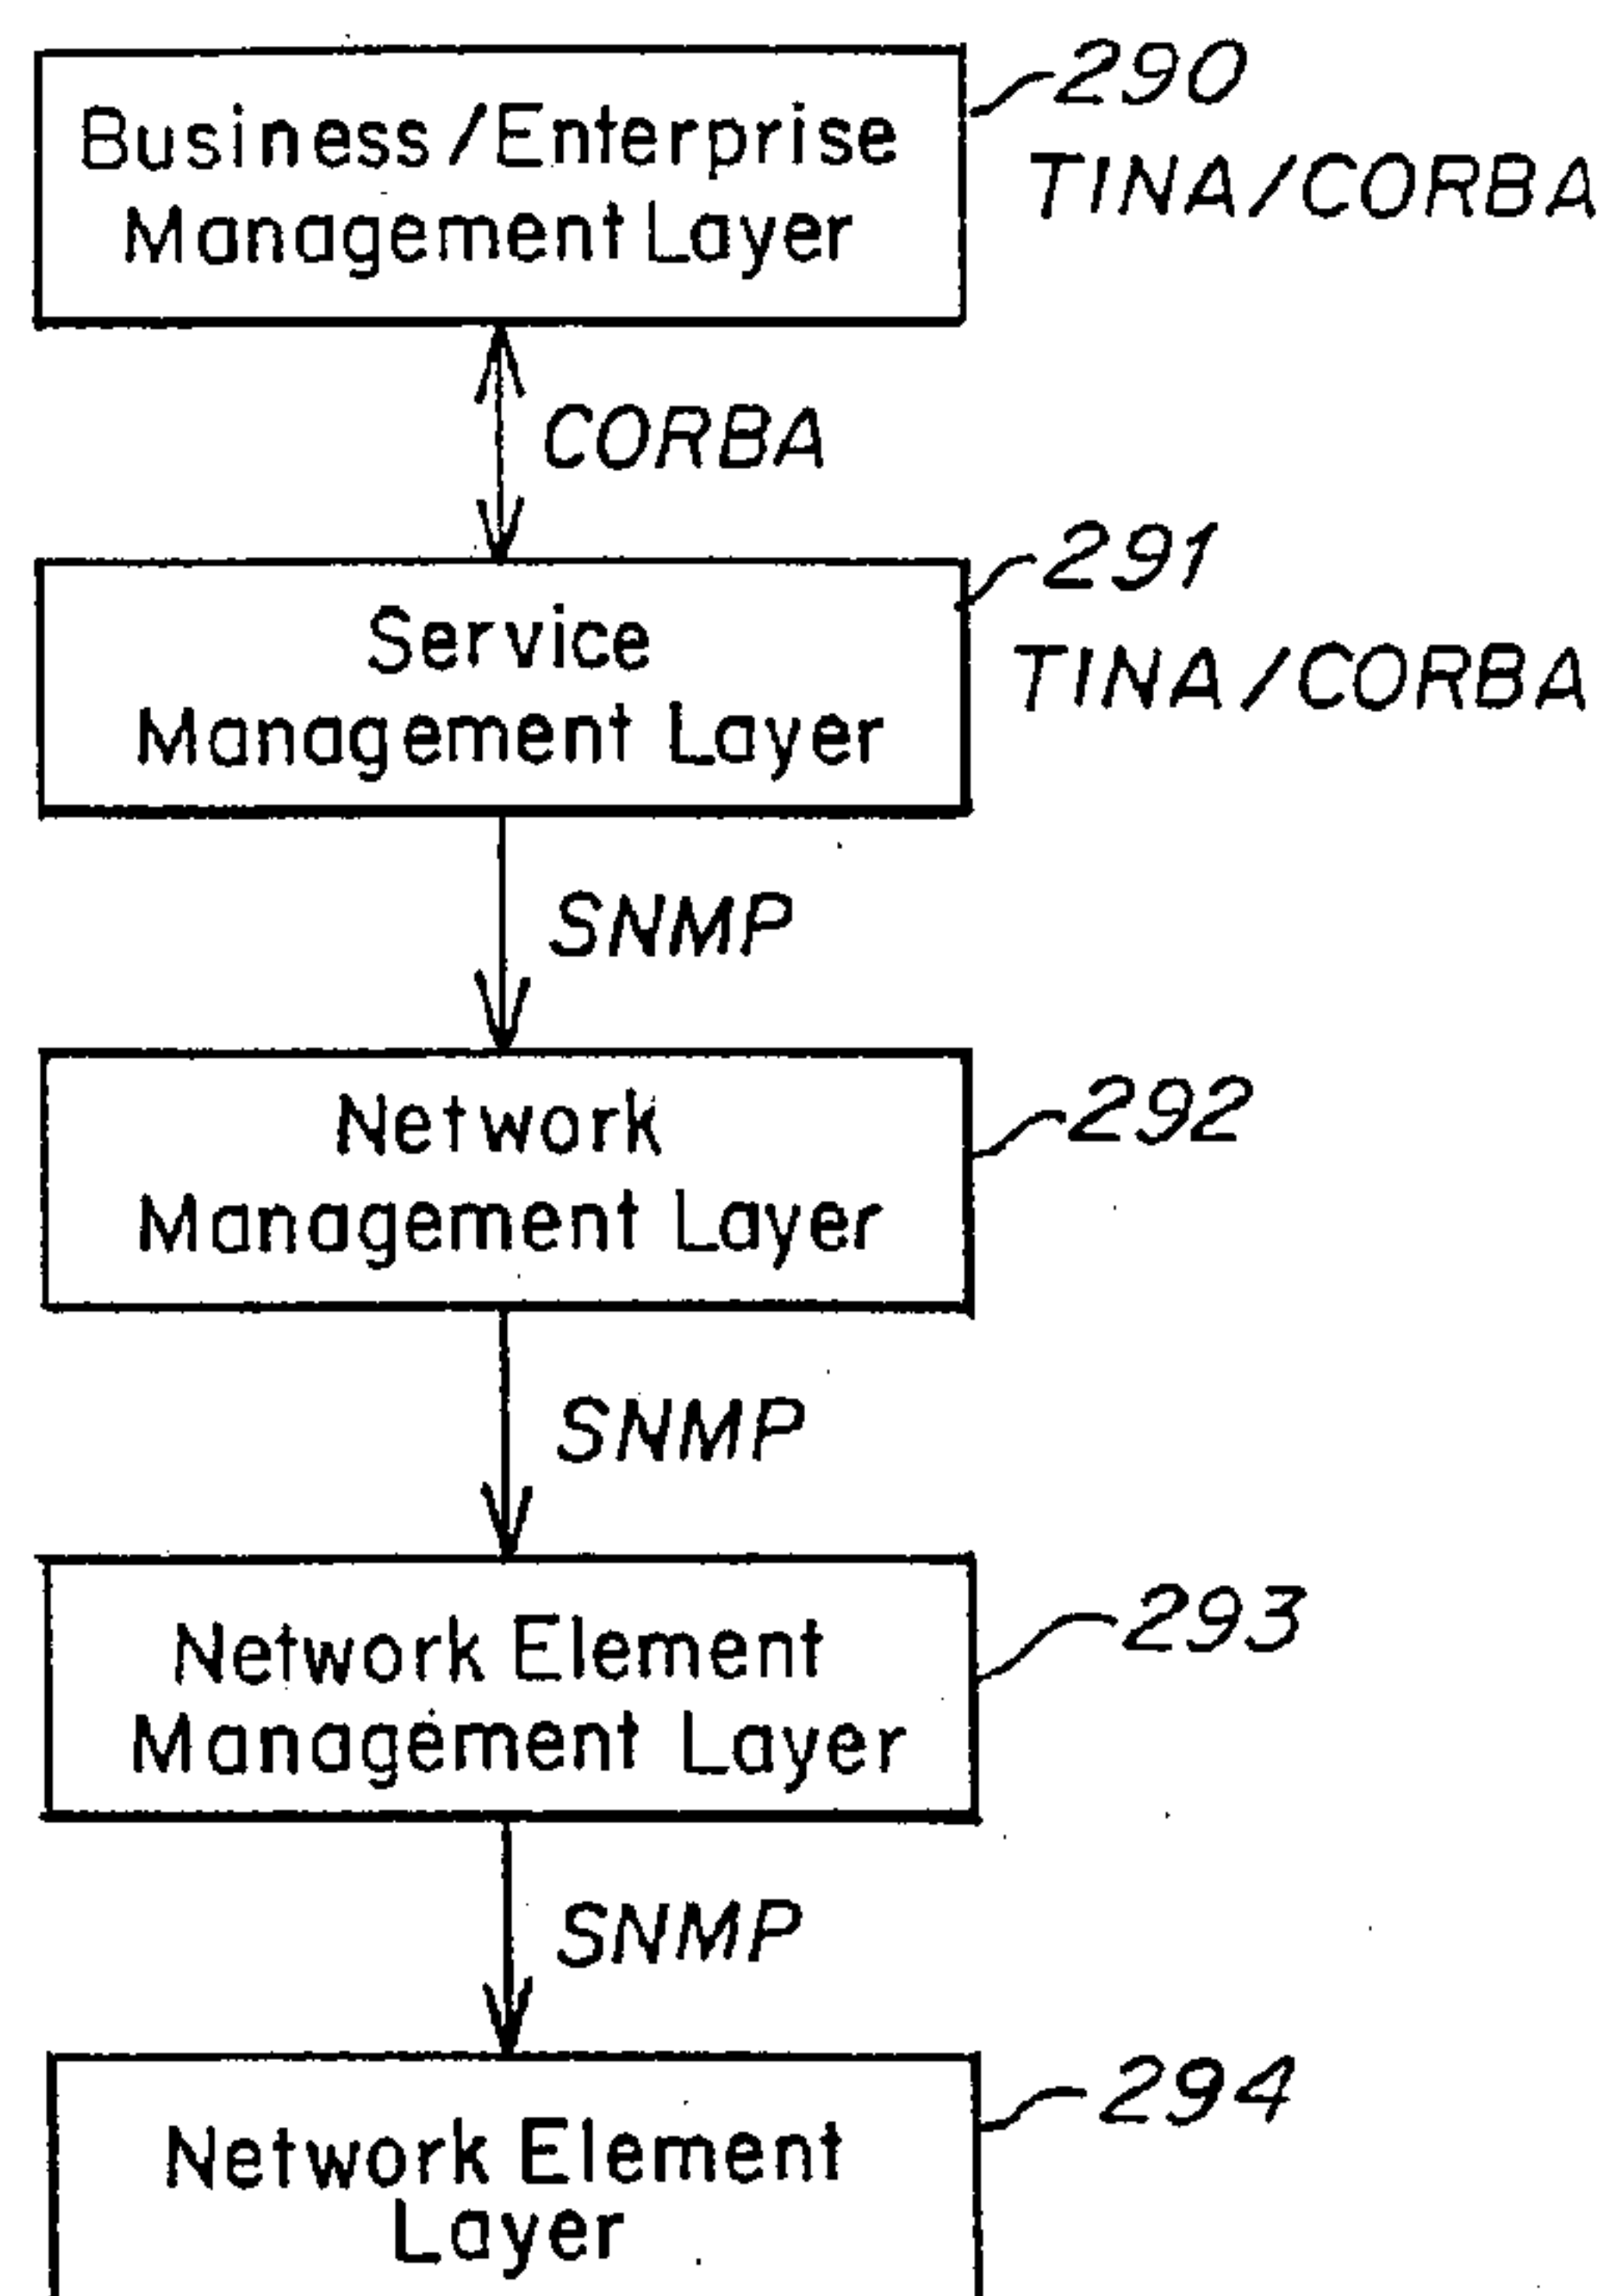 Business/Enterprise
Management Layer
290
TINA/CORBA
CORBA
Service
Management Layer
291
TINA/CORBA
SNMP
Network
Management Layer
292
SNMP
Network Element
Management Layer
293
SNMP
Network Element
Layer
294